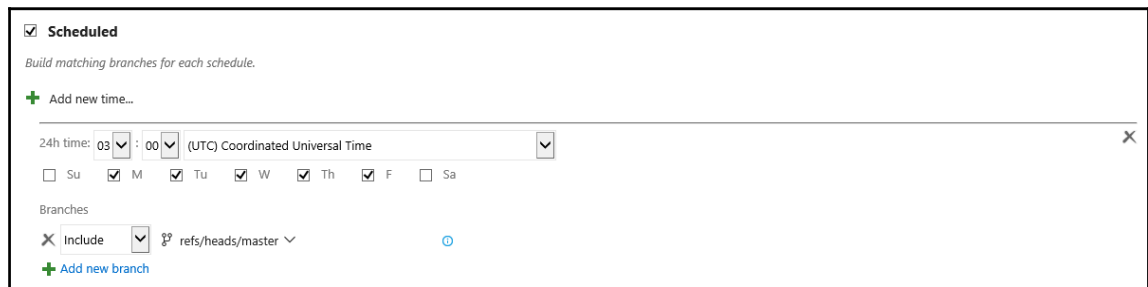 Scheduled
Build matching branches for each schedule.
Add new time...
24h time: 03 : 00 (UTC) Coordinated Universal Time
Su M Tu W Th F Sa
Branches
Include refs/heads/master
Add new branch